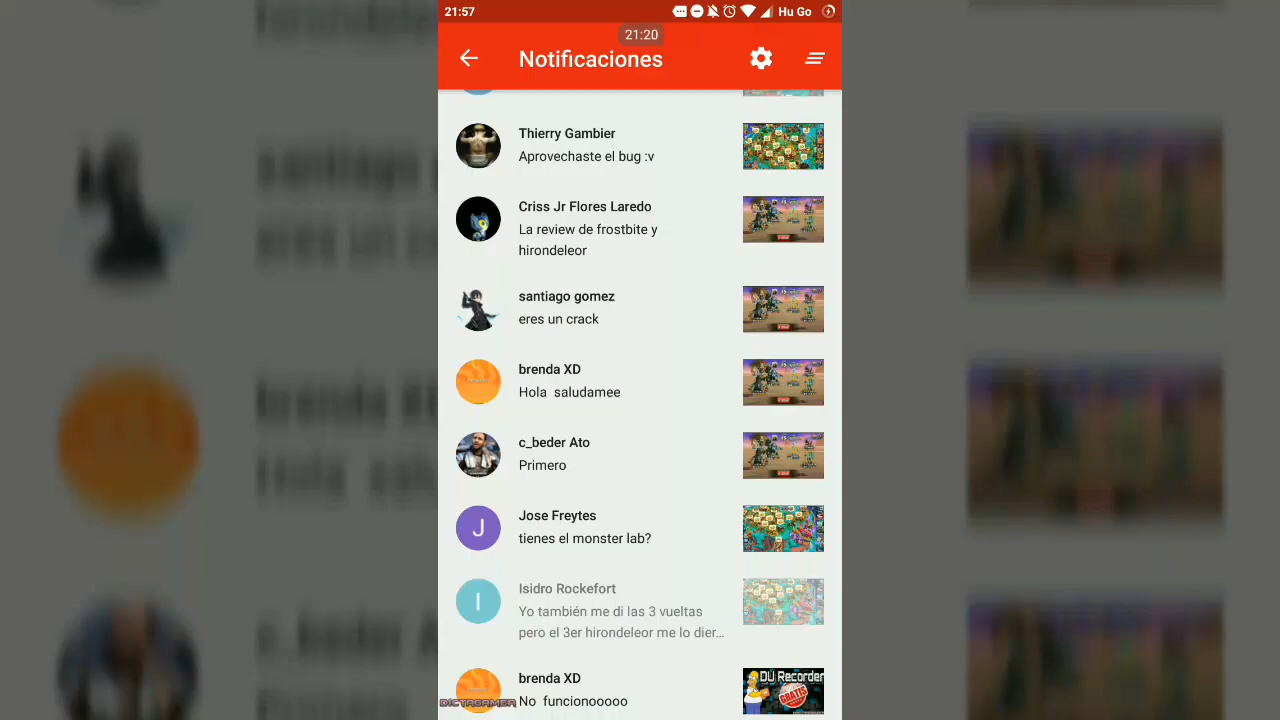 21:57
Hu Go
21:20
Notificaciones
Thierry Gambier
Aprovechaste el bug :v
Criss Jr Flores Laredo
La review de frostbite y
hirondeleor
santiago gomez
eres un crack
brenda XD
Hola saludamee
c_beder Ato
Primero
Jose Freytes
J
tienes el monster lab?
Isidro Rockefort
I
Yo también me di las 3 vueltas
pero el 3er hirondeleor me lo dier...
brenda XD
No funcionooooo
DU Recorder
GRATIS
DICTAGAMER